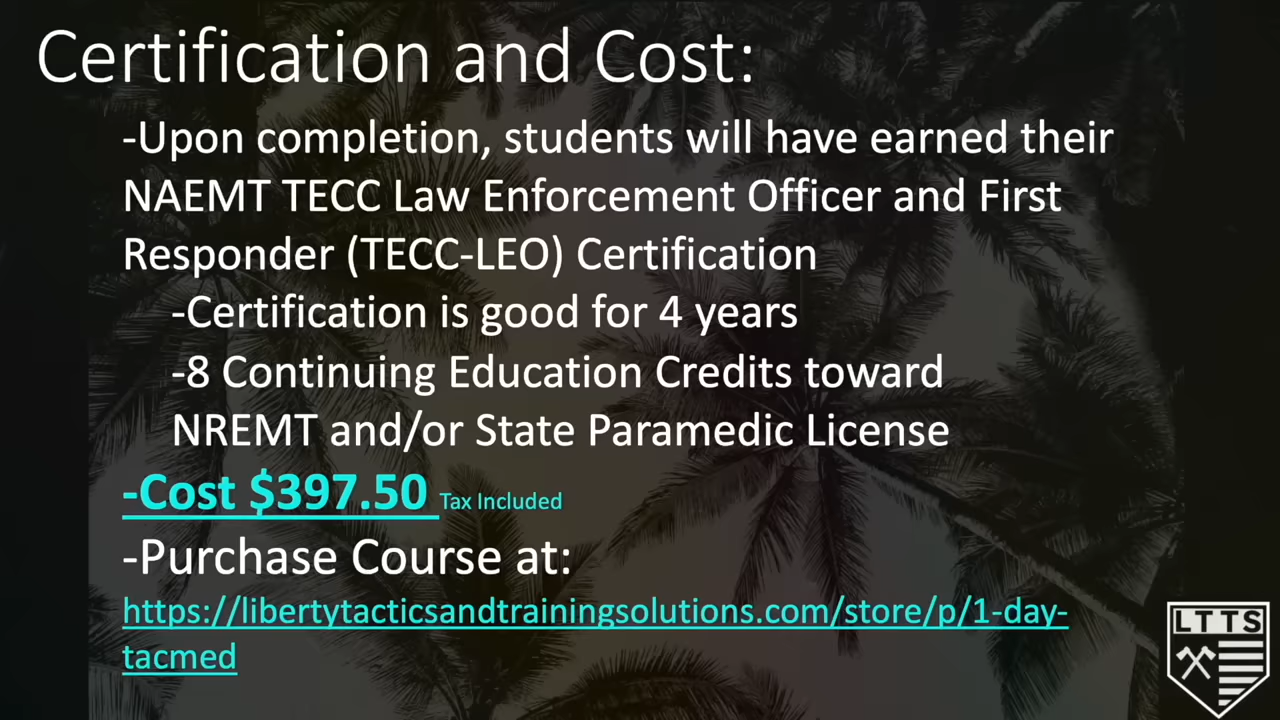 Certification and Cost:
-Upon completion, students will have earned their
NAEMT TECC Law Enforcement Officer and First
Responder (TECC-LEO) Certification
-Certification is good for 4 years
-8 Continuing Education Credits toward
NREMT and/or State Paramedic License
-Cost $397.50 Tax Included
-Purchase Course at:
https://libertytacticsandtrainingsolutions.com/store/p/1-day-
tacmed
LTTS